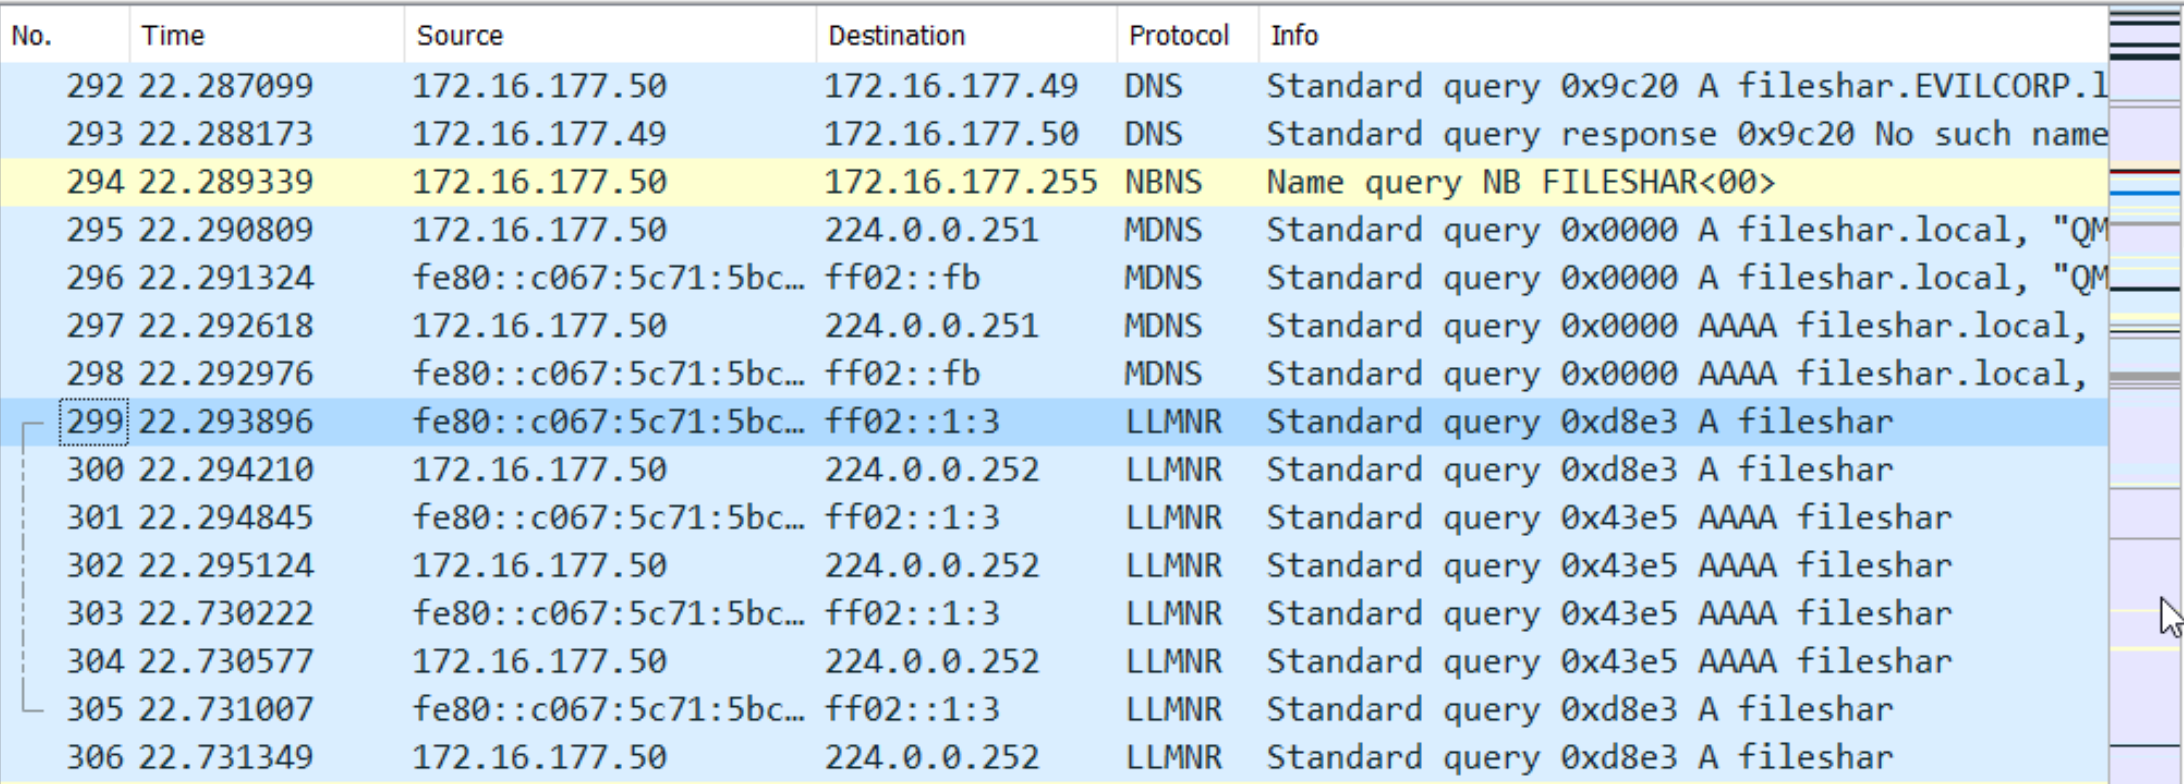 No. Time Source Destination Protocol Info
292 22.287099 172.16.177.50 172.16.177.49 DNS Standard query 0x9c20 A fileshar.EVILCORP.l
293 22.288173 172.16.177.49 172.16.177.50 DNS Standard query response 0x9c20 No such name
294 22.289339 172.16.177.50 172.16.177.255 NBNS Name query NB FILESHAR<00>
295 22.290809 172.16.177.50 224.0.0.251 MDNS Standard query 0x0000 A fileshar.local, "QM
296 22.291324 fe80::c067:5c71:5bc… ff02::fb MDNS Standard query 0x0000 A fileshar.local, "QM
297 22.292618 172.16.177.50 224.0.0.251 MDNS Standard query 0x0000 AAAA fileshar.local,
298 22.292976 fe80::c067:5c71:5bc… ff02::fb MDNS Standard query 0x0000 AAAA fileshar.local,
299 22.293896 fe80::c067:5c71:5bc… ff02::1:3 LLMNR Standard query 0xd8e3 A fileshar
300 22.294210 172.16.177.50 224.0.0.252 LLMNR Standard query 0xd8e3 A fileshar
301 22.294845 fe80::c067:5c71:5bc… ff02::1:3 LLMNR Standard query 0x43e5 AAAA fileshar
302 22.295124 172.16.177.50 224.0.0.252 LLMNR Standard query 0x43e5 AAAA fileshar
303 22.730222 fe80::c067:5c71:5bc… ff02::1:3 LLMNR Standard query 0x43e5 AAAA fileshar
304 22.730577 172.16.177.50 224.0.0.252 LLMNR Standard query 0x43e5 AAAA fileshar
305 22.731007 fe80::c067:5c71:5bc… ff02::1:3 LLMNR Standard query 0xd8e3 A fileshar
306 22.731349 172.16.177.50 224.0.0.252 LLMNR Standard query 0xd8e3 A fileshar